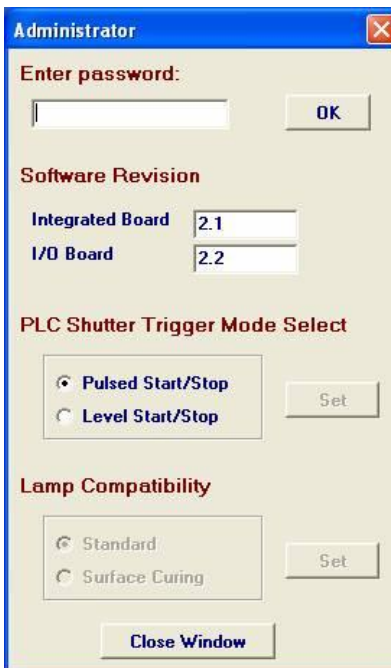 Administrator
Enter password:
OK
Software Revision
Integrated Board 2.1
I/O Board 2.2
PLC Shutter Trigger Mode Select
Pulsed Start/Stop
Set
Level Start/Stop
Lamp Compatibility
Standard
Set
Surface Curing
Close Window